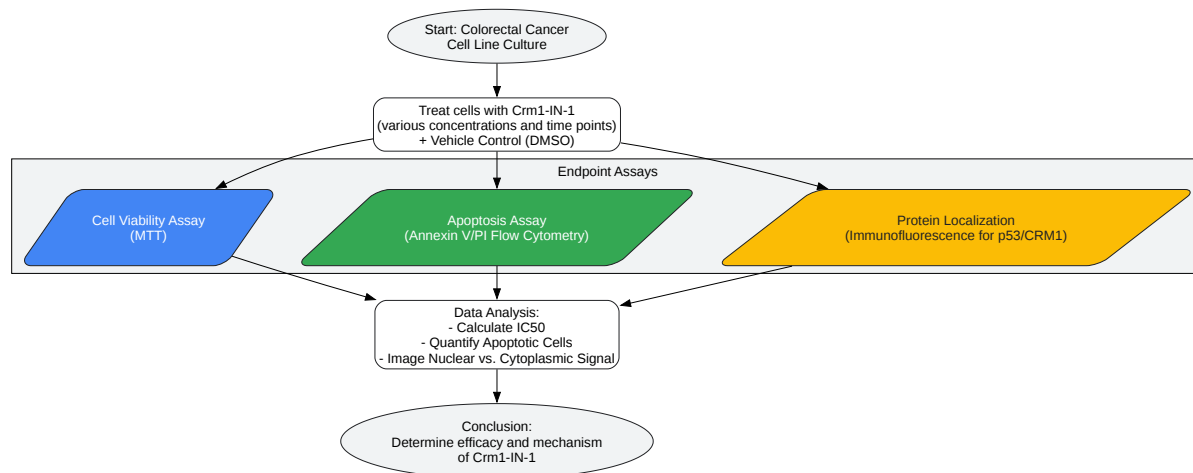 Start: Colorectal Cancer
Cell Line Culture
Treat cells with Crm1-IN-1
(various concentrations and time points)
+ Vehicle Control (DMSO)
Endpoint Assays
Cell Viability Assay
(MTT)
Apoptosis Assay
(Annexin V/PI Flow Cytometry)
Protein Localization
(Immunofluorescence for p53/CRM1)
Data Analysis:
- Calculate IC50
- Quantify Apoptotic Cells
- Image Nuclear vs. Cytoplasmic Signal
Conclusion:
Determine efficacy and mechanism
of Crm1-IN-1